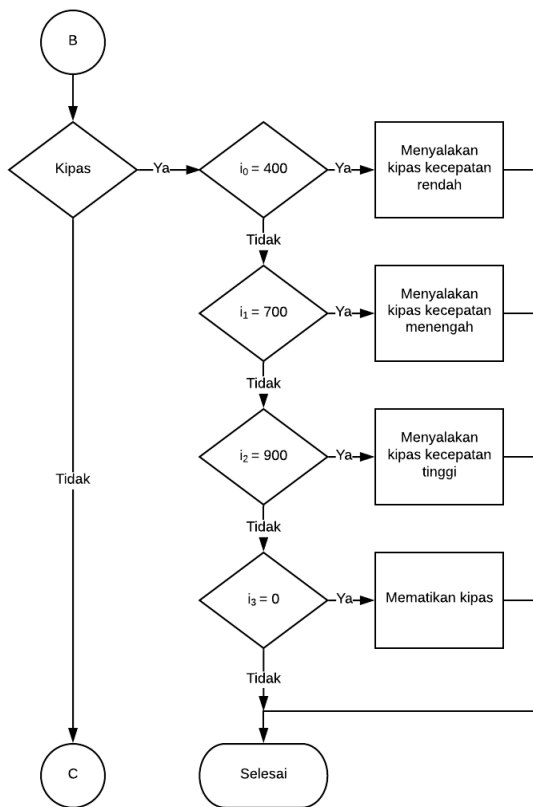 B
Kipas
Ya
i₀ = 400
Ya
Menyalakan
kipas kecepatan
rendah
Tidak
i₁ = 700
Ya
Menyalakan
kipas kecepatan
menengah
Tidak
i₂ = 900
Ya
Menyalakan
kipas kecepatan
tinggi
Tidak
Tidak
i₃ = 0
Ya
Mematikan kipas
Tidak
C
Selesai